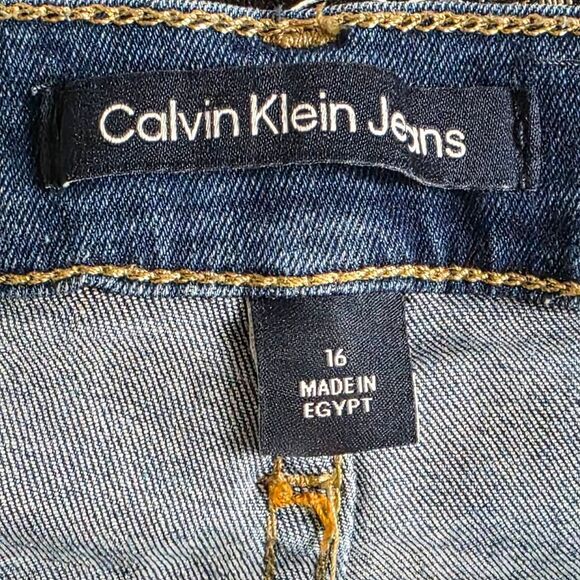 Calvin Klein Jeans
16
MADE IN
EGYPT